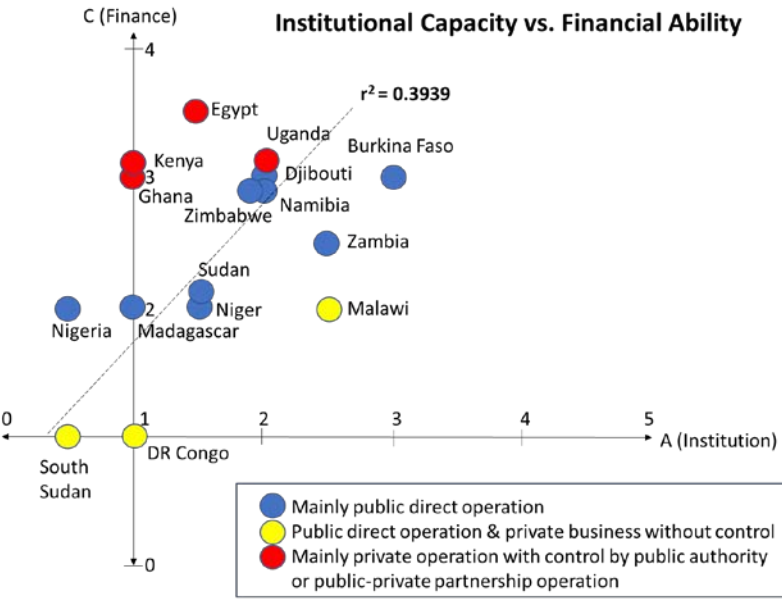 C (Finance)
Institutional Capacity vs. Financial Ability
4
r² = 0.3939
Egypt
Uganda
Burkina Faso
Kenya
Djibouti
3
Ghana
Namibia
Zimbabwe
Zambia
Sudan
2
Niger
Malawi
Nigeria
Madagascar
0
1
2
3
4
5
A (Institution)
DR Congo
South
Sudan
Mainly public direct operation
Public direct operation & private business without control
Mainly private operation with control by public authority
or public-private partnership operation
0